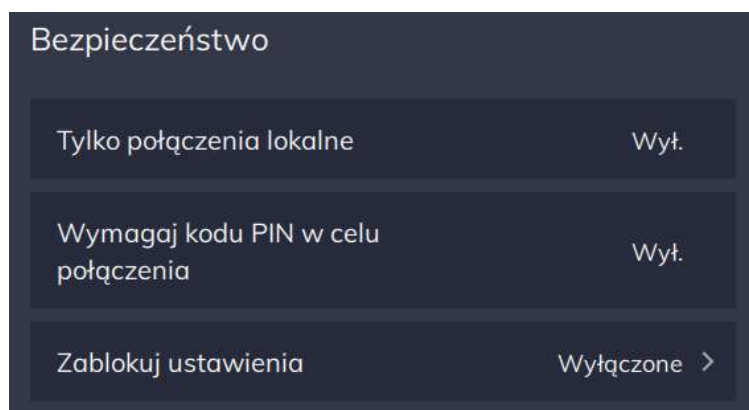 Bezpieczeństwo
Tylko połączenia lokalne Wył.
Wymagaj kodu PIN w celu
połączenia
Wył.
Zablokuj ustawienia Wyłączone >